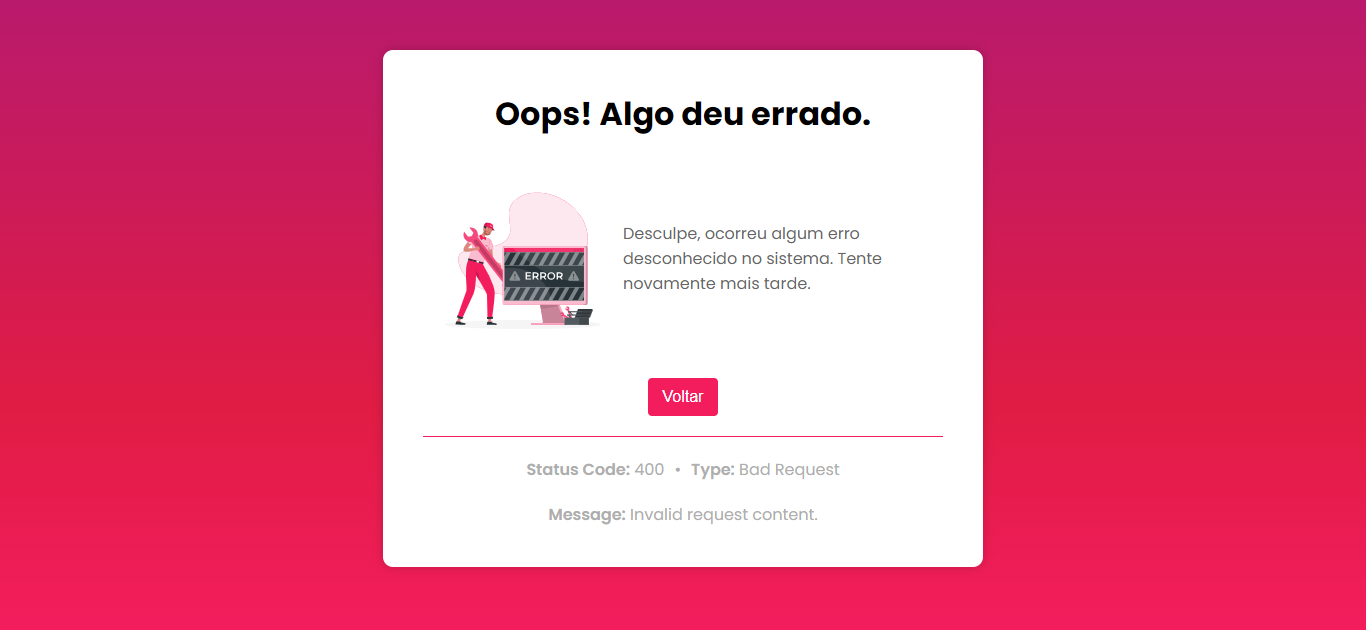 Oops! Algo deu errado.
ERROR
Desculpe, ocorreu algum erro
desconhecido no sistema. Tente
novamente mais tarde.
Voltar
Status Code: 400 • Type: Bad Request
Message: Invalid request content.